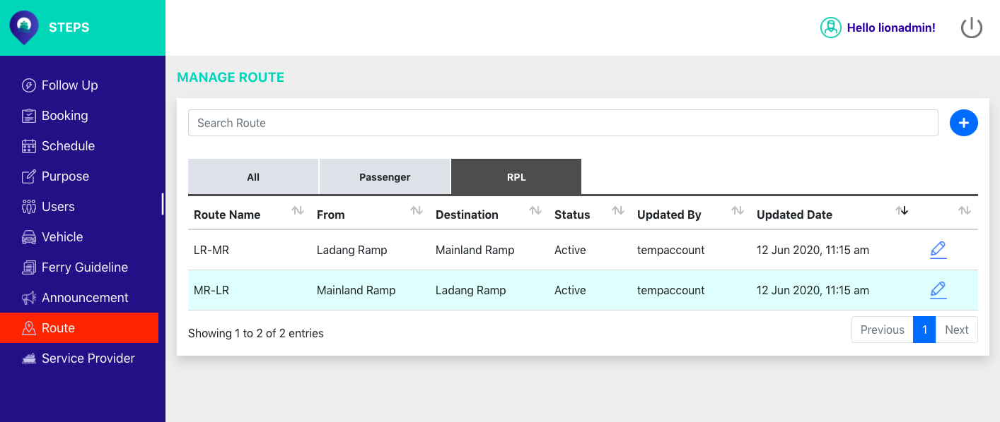 STEPS
Hello lionadmin!
Follow Up
Booking
Schedule
Purpose
Users
Vehicle
Ferry Guideline
Announcement
Route
Service Provider
MANAGE ROUTE
Search Route
All Passenger RPL
Route Name From Destination Status Updated By Updated Date
LR-MR Ladang Ramp Mainland Ramp Active tempaccount 12 Jun 2020, 11:15 am
MR-LR Mainland Ramp Ladang Ramp Active tempaccount 12 Jun 2020, 11:15 am
Showing 1 to 2 of 2 entries
Previous 1 Next